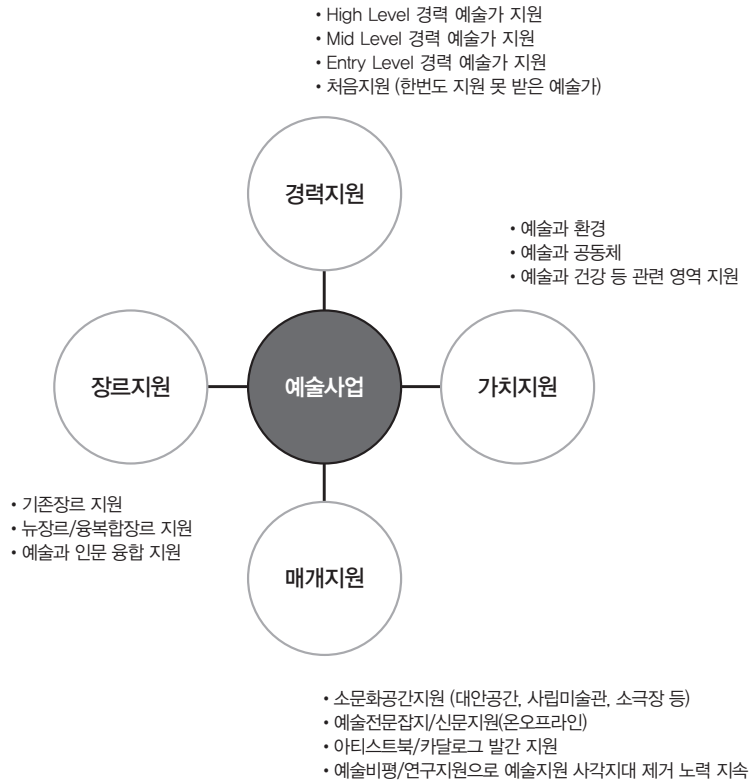 • High Level 경력 예술가 지원
• Mid Level 경력 예술가 지원
• Entry Level 경력 예술가 지원
• 처음지원 (한번도 지원 못 받은 예술가)
경력지원
• 예술과 환경
• 예술과 공동체
• 예술과 건강 등 관련 영역 지원
장르지원
예술사업
가치지원
• 기존장르 지원
• 뉴장르/융복합장르 지원
• 예술과 인문 융합 지원
매개지원
• 소문화공간지원 (대안공간, 사립미술관, 소극장 등)
• 예술전문잡지/신문지원(온오프라인)
• 아티스트북/카달로그 발간 지원
• 예술비평/연구지원으로 예술지원 사각지대 제거 노력 지속